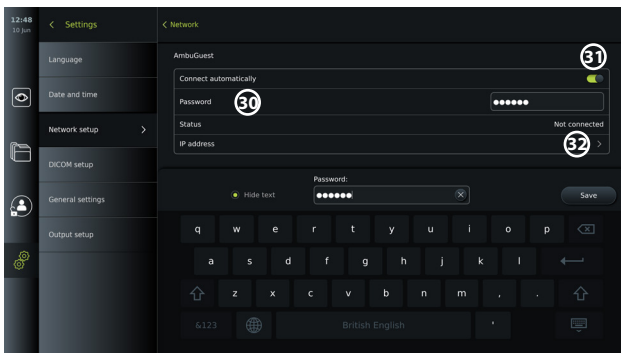 12:48
10 Jun
Settings
Network
Language
Date and time
Network setup
DICOM setup
General settings
Output setup
AmbuGuest
31
Connect automatically
Password
30
●●●●●●
Status
Not connected
IP address
32
Password:
Hide text
●●●●●●
Save
q w e r t y u i o p
a s d f g h j k l
z x c v b n m , .
&123
British English
'